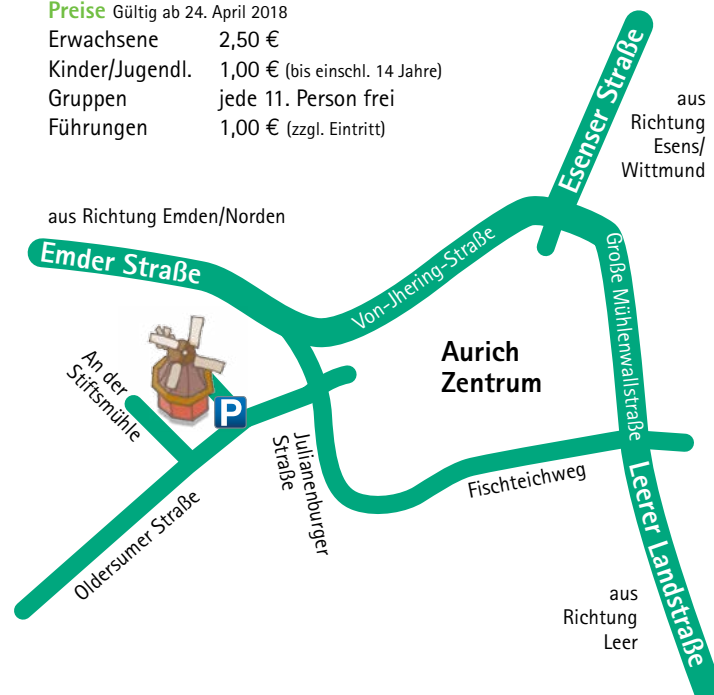 Preise Gültig ab 24. April 2018
Erwachsene 2,50 €
Kinder/Jugendl. 1,00 € (bis einschl. 14 Jahre)
Gruppen jede 11. Person frei
Führungen 1,00 € (zzgl. Eintritt)
Esenser Straße
aus
Richtung
Esens/
Wittmund
aus Richtung Emden/Norden
Emder Straße
Von-Jhering-Straße
Große Mühlenwallstraße
Aurich
Zentrum
An der
Stiftsmühle
P
Julianenburger
Straße
Fischteichweg
Oldersumer Straße
Leerer Landstraße
aus
Richtung
Leer